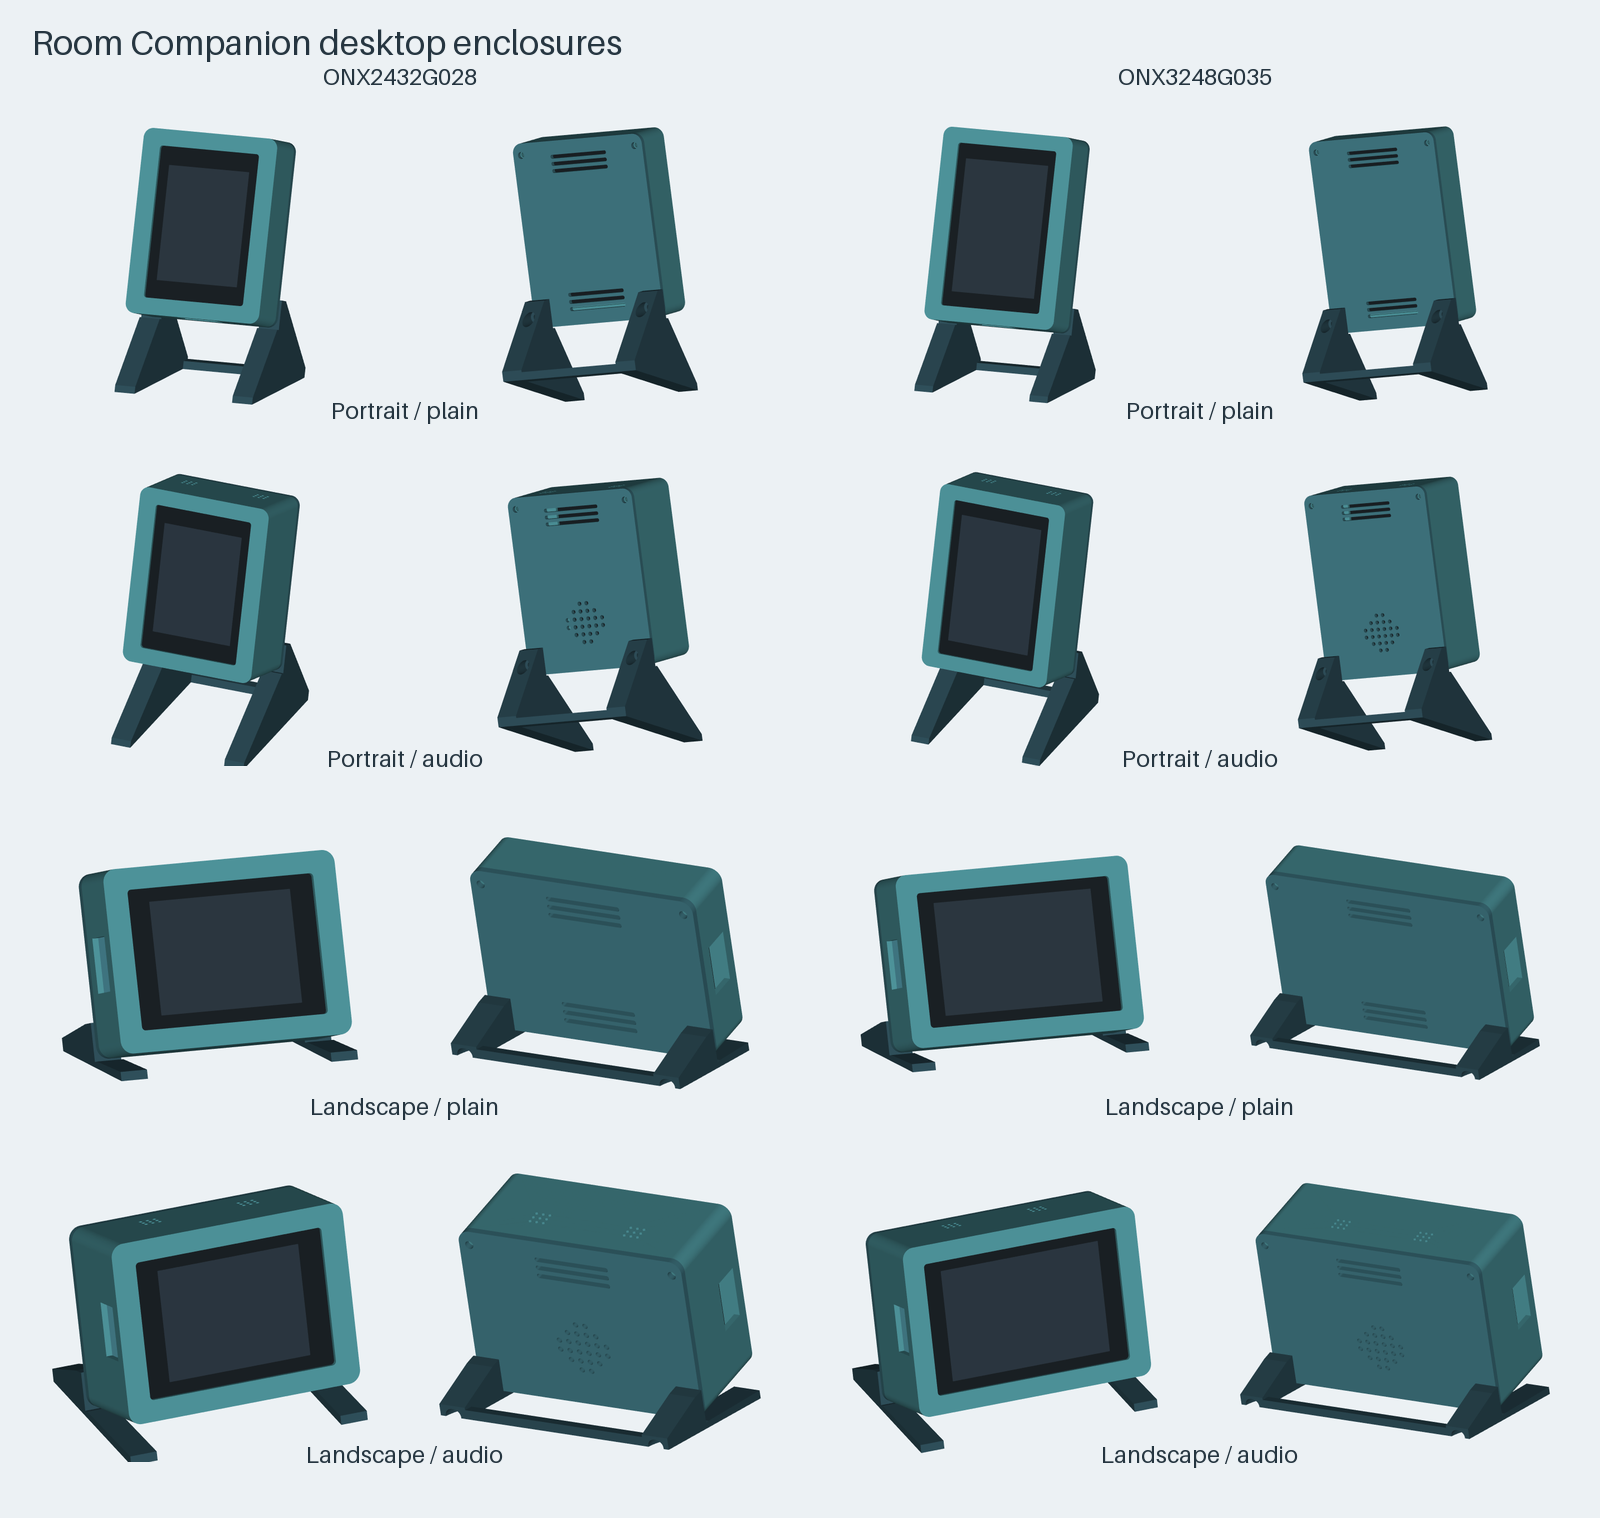 Room Companion desktop enclosures
ONX2432G028
ONX3248G035
Portrait / plain
Portrait / plain
Portrait / audio
Portrait / audio
Landscape / plain
Landscape / plain
Landscape / audio
Landscape / audio